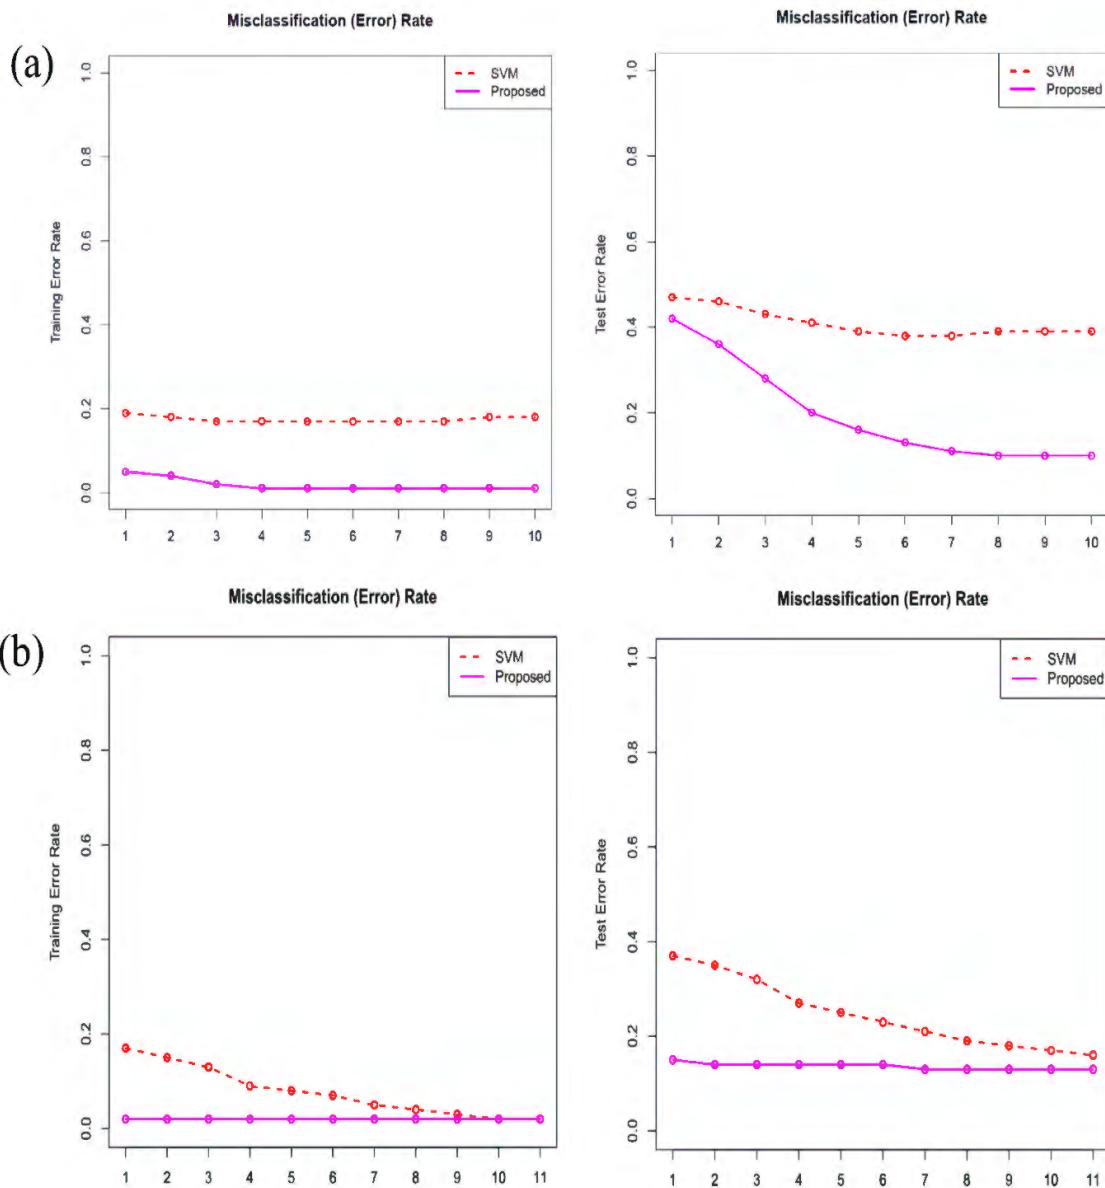 Misclassification (Error) Rate
(a)
Training Error Rate
1.0
0.8
0.6
0.4
0.2
0.0
SVM
Proposed
1 2 3 4 5 6 7 8 9 10
Misclassification (Error) Rate
Test Error Rate
1.0
0.8
0.6
0.4
0.2
0.0
SVM
Proposed
1 2 3 4 5 6 7 8 9 10
Misclassification (Error) Rate
(b)
Training Error Rate
1.0
0.8
0.6
0.4
0.2
0.0
SVM
Proposed
1 2 3 4 5 6 7 8 9 10 11
Misclassification (Error) Rate
Test Error Rate
1.0
0.8
0.6
0.4
0.2
0.0
SVM
Proposed
1 2 3 4 5 6 7 8 9 10 11